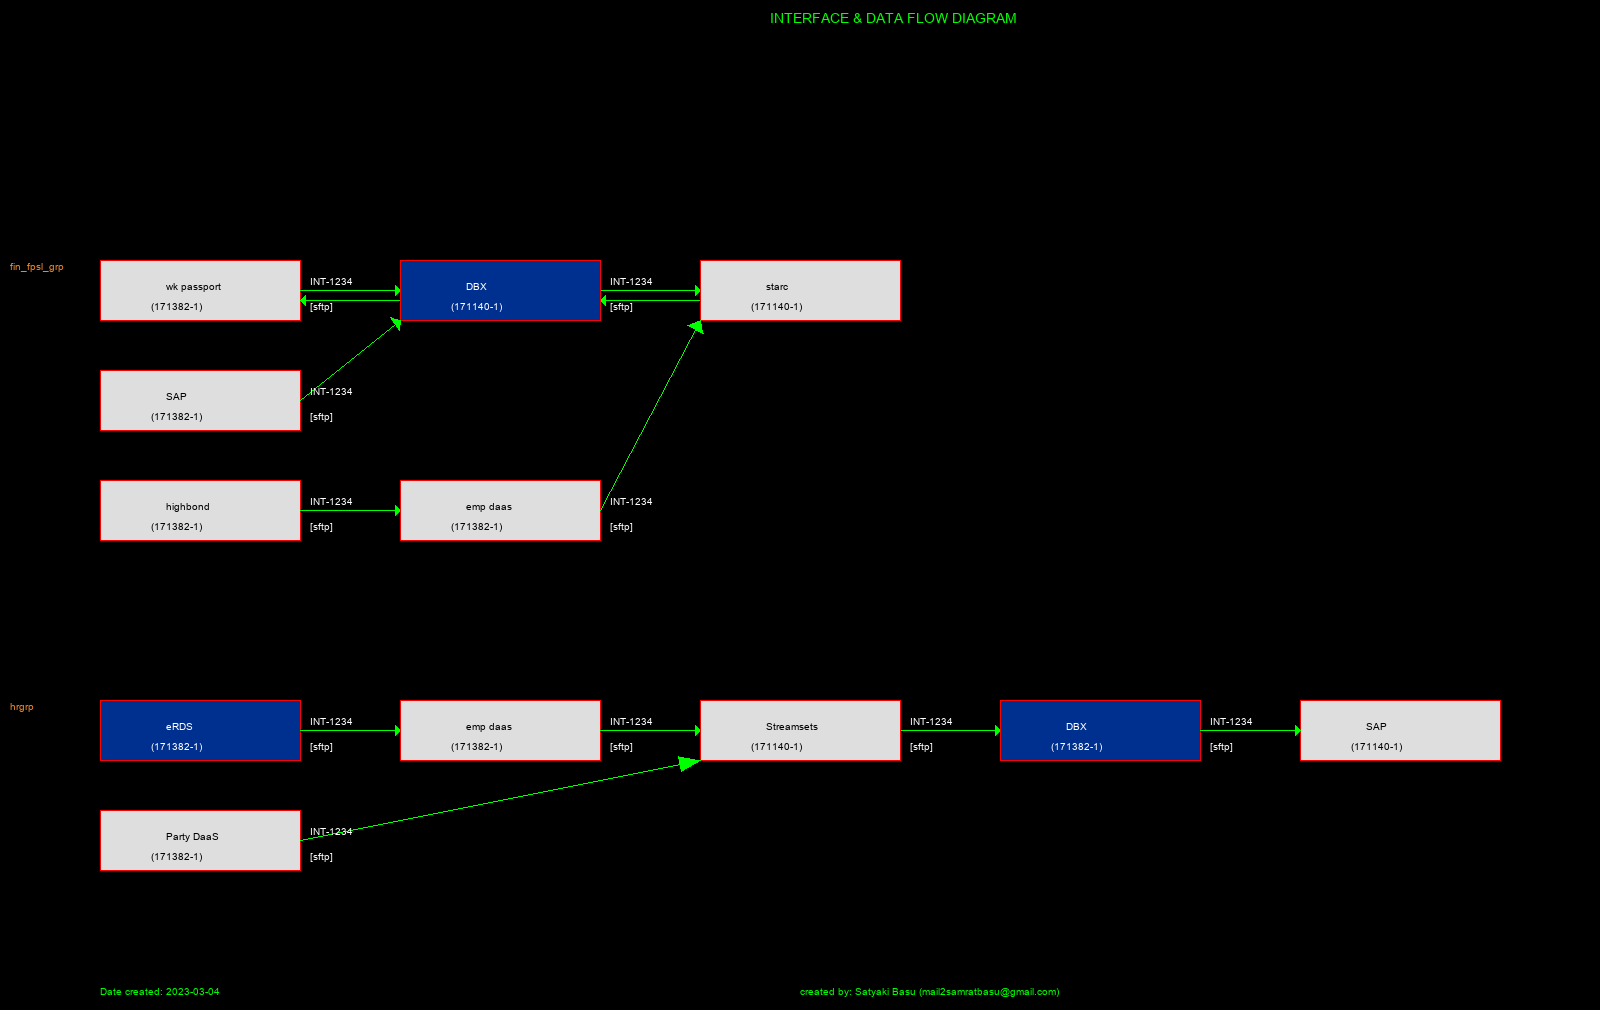 INTERFACE & DATA FLOW DIAGRAM
fin_fpsl_grp
wk passport
(171382-1)
INT-1234
[sftp]
DBX
(171140-1)
INT-1234
[sftp]
starc
(171140-1)
SAP
(171382-1)
INT-1234
[sftp]
highbond
(171382-1)
INT-1234
[sftp]
emp daas
(171382-1)
INT-1234
[sftp]
hrgrp
eRDS
(171382-1)
INT-1234
[sftp]
emp daas
(171382-1)
INT-1234
[sftp]
Streamsets
(171140-1)
INT-1234
[sftp]
DBX
(171382-1)
INT-1234
[sftp]
SAP
(171140-1)
Party DaaS
(171382-1)
INT-1234
[sftp]
Date created: 2023-03-04
created by: Satyaki Basu (mail2samratbasu@gmail.com)